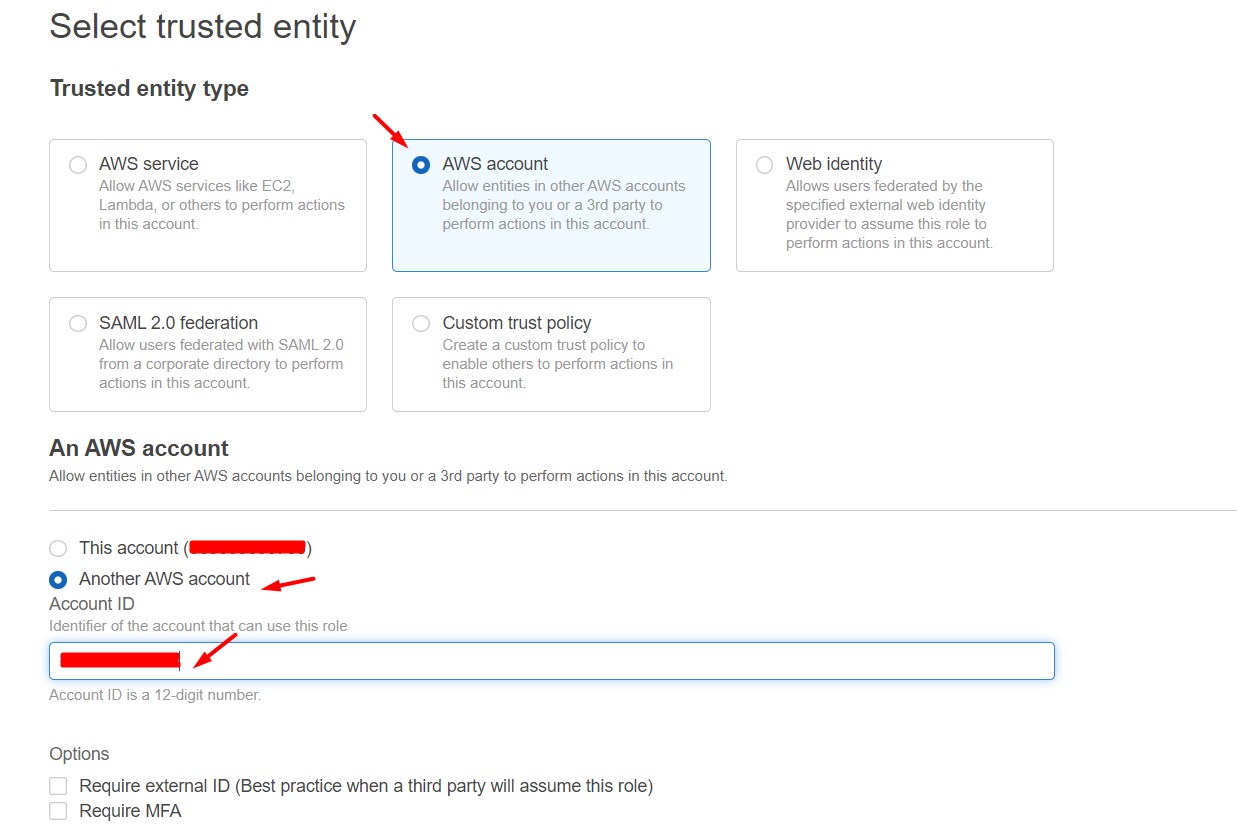 Select trusted entity
Trusted entity type
AWS service
Allow AWS services like EC2,
Lambda, or others to perform actions
in this account.
AWS account
Allow entities in other AWS accounts
belonging to you or a 3rd party to
perform actions in this account.
Web identity
Allows users federated by the
specified external web identity
provider to assume this role to
perform actions in this account.
SAML 2.0 federation
Allow users federated with SAML 2.0
from a corporate directory to perform
actions in this account.
Custom trust policy
Create a custom trust policy to
enable others to perform actions in
this account.
An AWS account
Allow entities in other AWS accounts belonging to you or a 3rd party to perform actions in this account.
This account ( )
Another AWS account
Account ID
Identifier of the account that can use this role
Account ID is a 12-digit number.
Options
Require external ID (Best practice when a third party will assume this role)
Require MFA